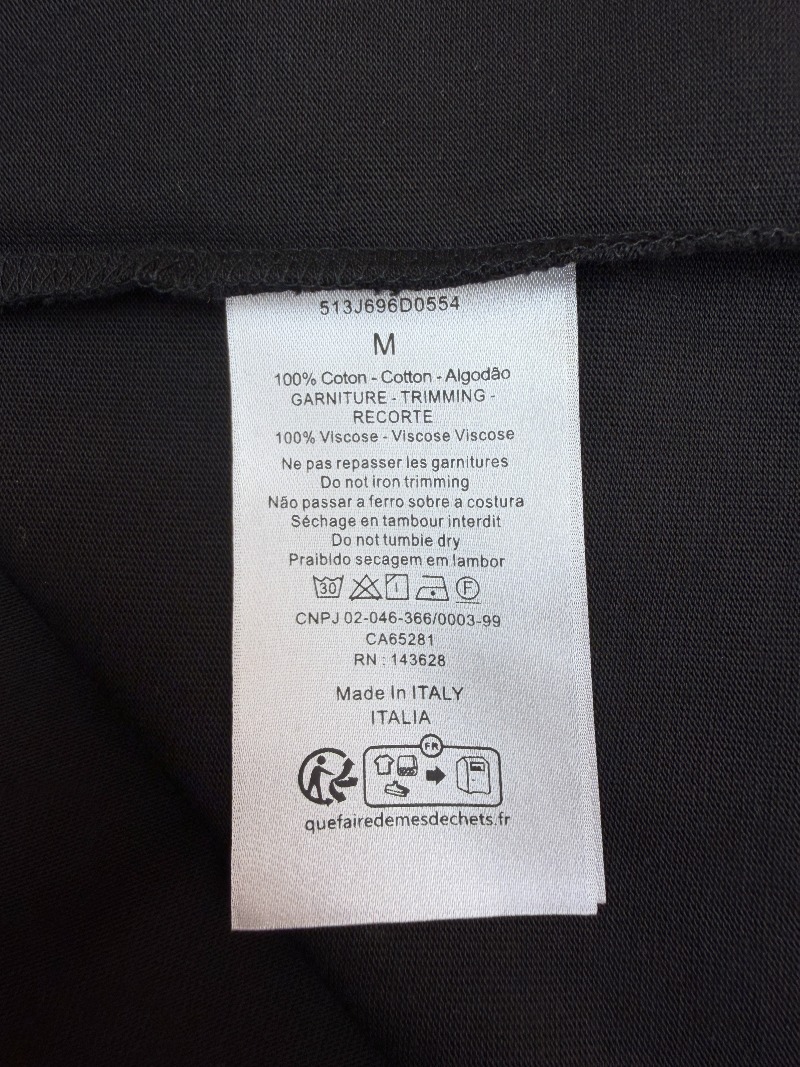 513J696D0554
M
100% Coton - Cotton - Algodão
GARNITURE - TRIMMING -
RECORTE
100% Viscose - Viscose Viscose
Ne pas repasser les garnitures
Do not iron trimming
Não passar a ferro sobre a costura
Séchage en tambour interdit
Do not tumble dry
Praibido secagem em lambor
30 F
CNPJ 02-046-366/0003-99
CA65281
RN : 143628
Made In ITALY
ITALIA
FR
quefairedemesdechets.fr